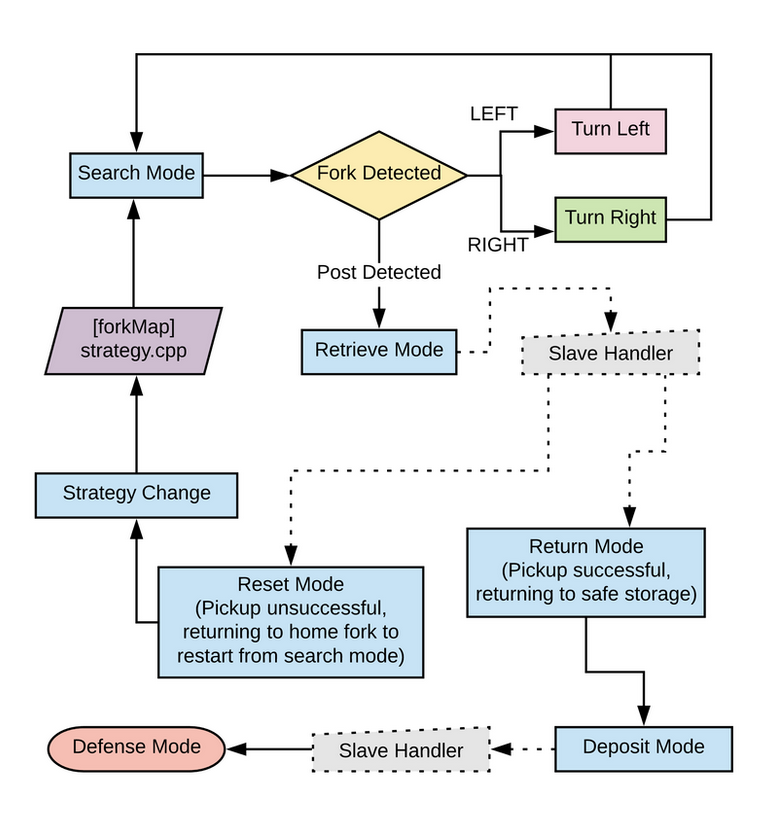 LEFT
Turn Left
Search Mode
Fork Detected
Turn Right
RIGHT
Post Detected
[forkMap]
strategy.cpp
Retrieve Mode
Slave Handler
Strategy Change
Return Mode
(Pickup successful,
returning to safe storage)
Reset Mode
(Pickup unsuccessful,
returning to home fork to
restart from search mode)
Defense Mode
Slave Handler
Deposit Mode